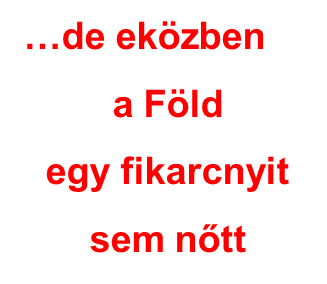 …de eközben
a Föld
egy fikarcnyit
sem nőtt